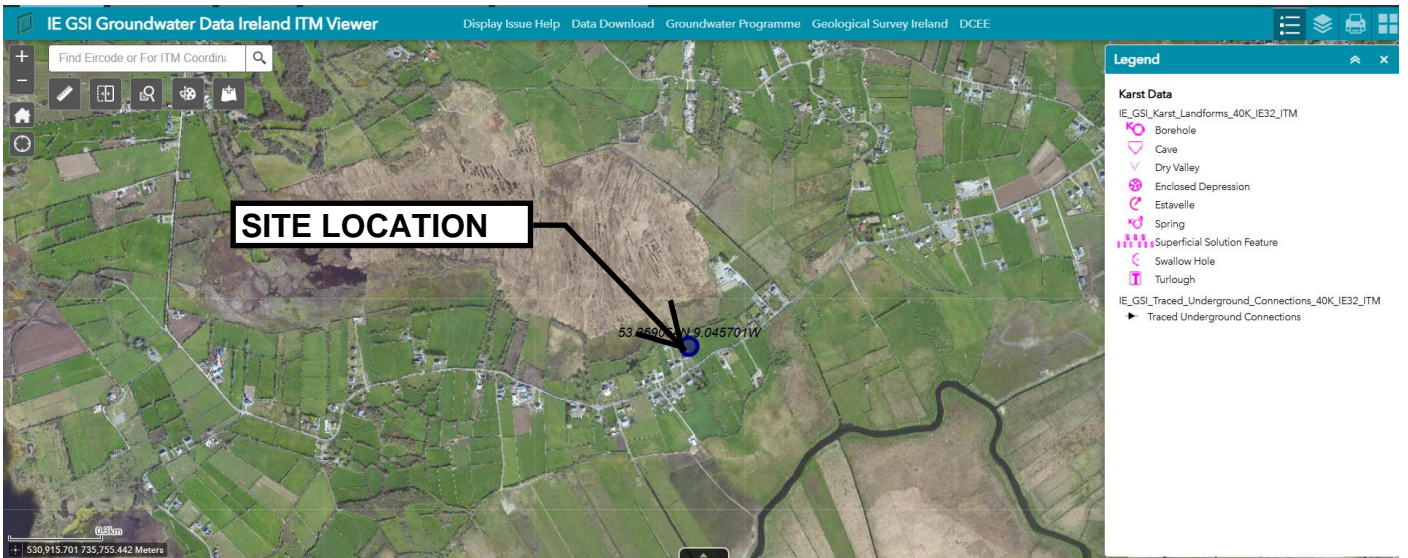 IE GSI Groundwater Data Ireland ITM Viewer
Display Issue Help Data Download Groundwater Programme Geological Survey Ireland DCEE
Find Eircode or For ITM Coordin
SITE LOCATION
9.045701W
0.3km
530,915.701 735,755.442 Meters
Legend
Karst Data
IE_GSI_Karst_Landforms_40K_IE32_ITM
Borehole
Cave
Dry Valley
Enclosed Depression
Estavelle
Spring
Superficial Solution Feature
Swallow Hole
Turlough
IE_GSI_Traced_Underground_Connections_40K_IE32_ITM
Traced Underground Connections